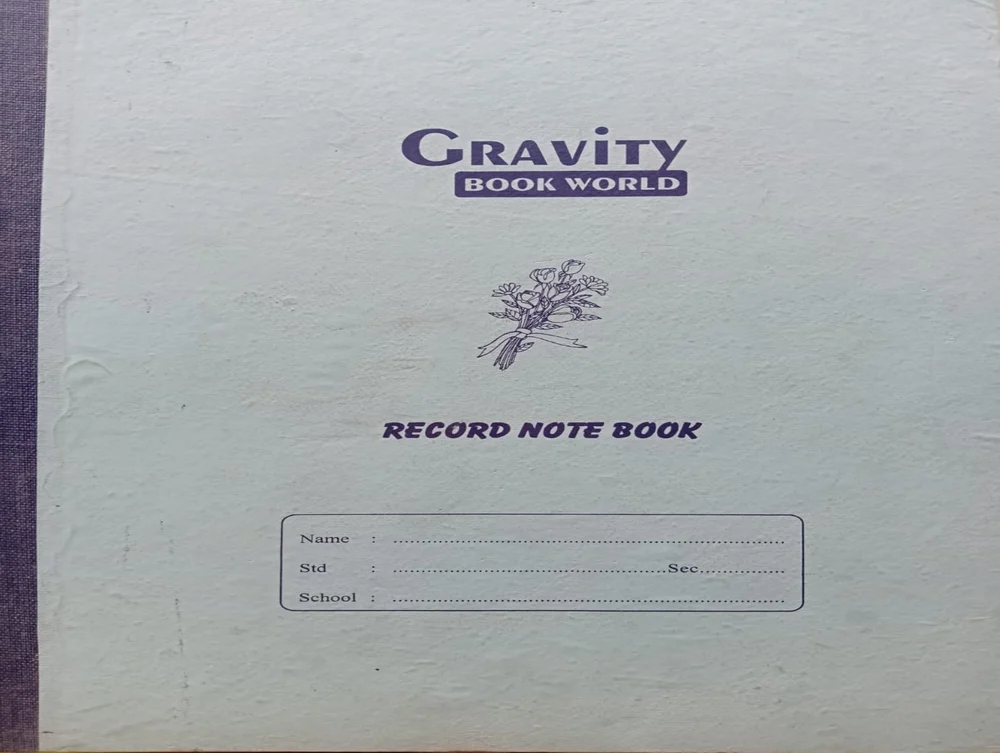 GRAViTY
BOOK WORLD
RECORD NOTE BOOK
Name : ................................................................................
Std : ........................................................Sec.................
School : ................................................................................